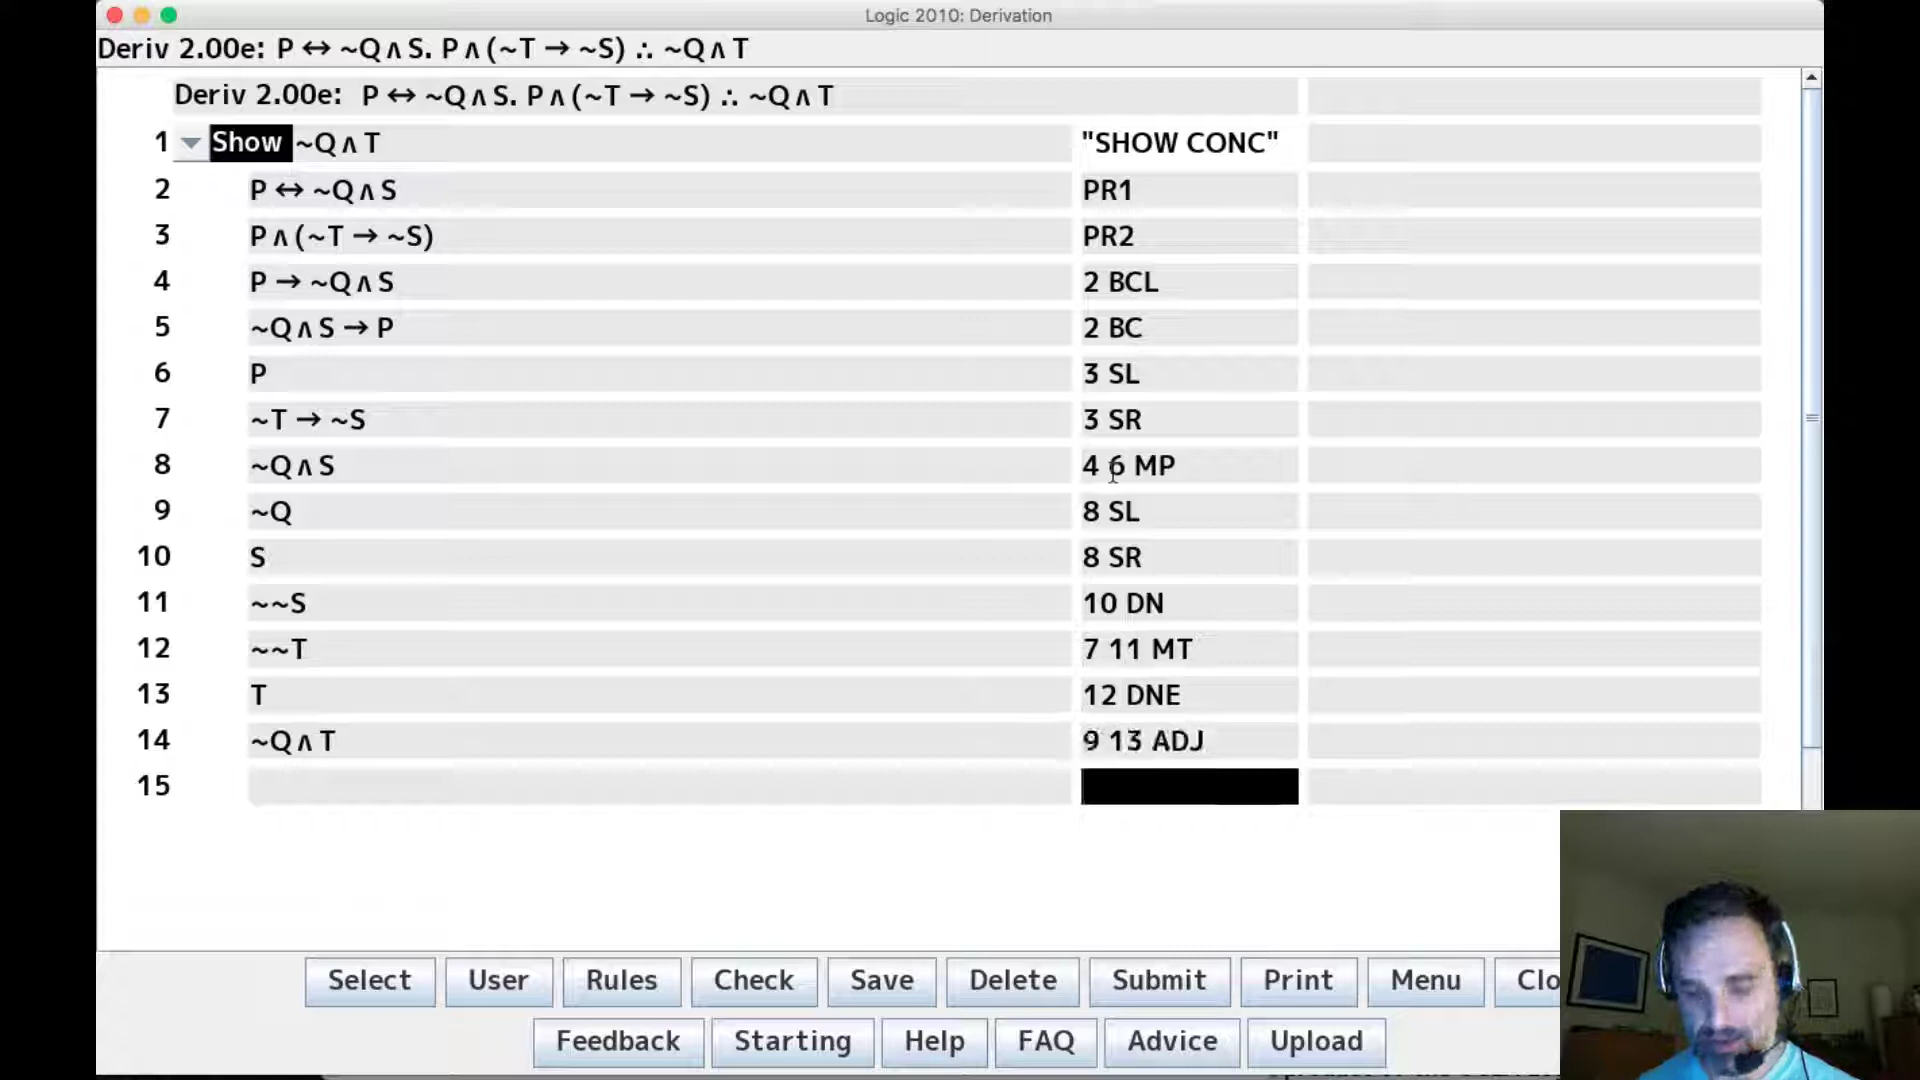 Logic 2010: Derivation
Deriv 2.00e: P ↔ ~Q ∧ S. P ∧ (~T → ~S) ∴ ~Q ∧ T
Deriv 2.00e: P ↔ ~Q ∧ S. P ∧ (~T → ~S) ∴ ~Q ∧ T
1 Show ~Q ∧ T "SHOW CONC"
2 P ↔ ~Q ∧ S PR1
3 P ∧ (~T → ~S) PR2
4 P → ~Q ∧ S 2 BCL
5 ~Q ∧ S → P 2 BC
6 P 3 SL
7 ~T → ~S 3 SR
8 ~Q ∧ S 4 6 MP
9 ~Q 8 SL
10 S 8 SR
11 ~~S 10 DN
12 ~~T 7 11 MT
13 T 12 DNE
14 ~Q ∧ T 9 13 ADJ
15
Select User Rules Check Save Delete Submit Print Menu Clo
Feedback Starting Help FAQ Advice Upload